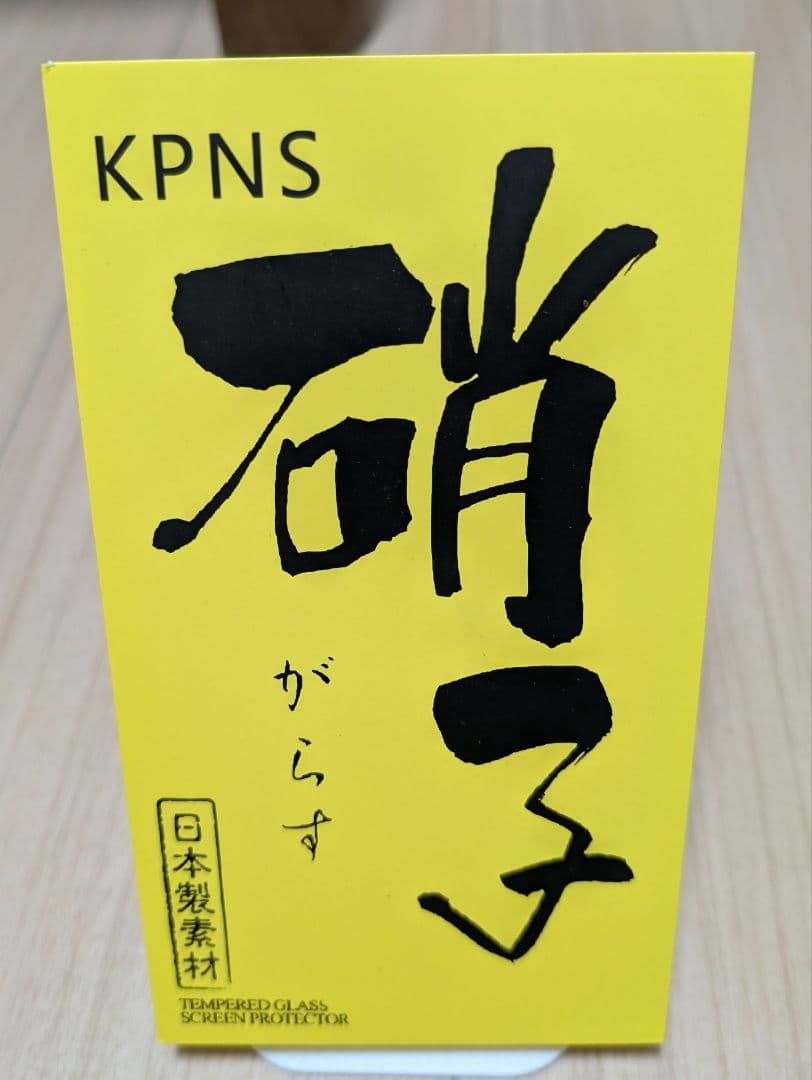 KPNS
硝子
がらす
日本製素材
TEMPERED GLASS
SCREEN PROTECTOR